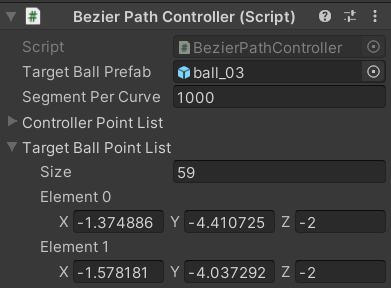 Bezier Path Controller (Script)
Script BezierPathController
Target Ball Prefab ball_03
Segment Per Curve 1000
Controller Point List
Target Ball Point List
Size 59
Element 0
X -1.374886 Y -4.410725 Z -2
Element 1
X -1.578181 Y -4.037292 Z -2